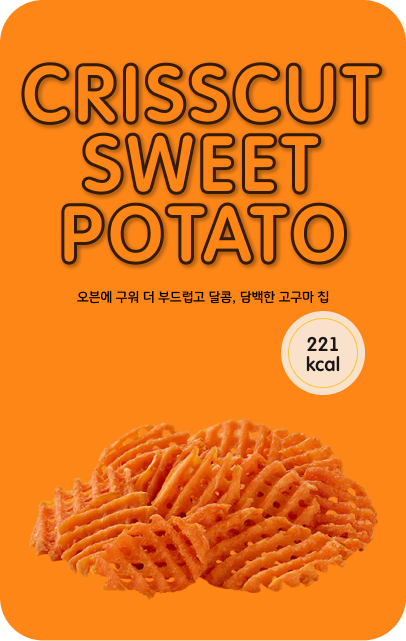 CRISSCUT
SWEET
POTATO
오븐에 구워 더 부드럽고 달콤, 담백한 고구마 칩
221
kcal